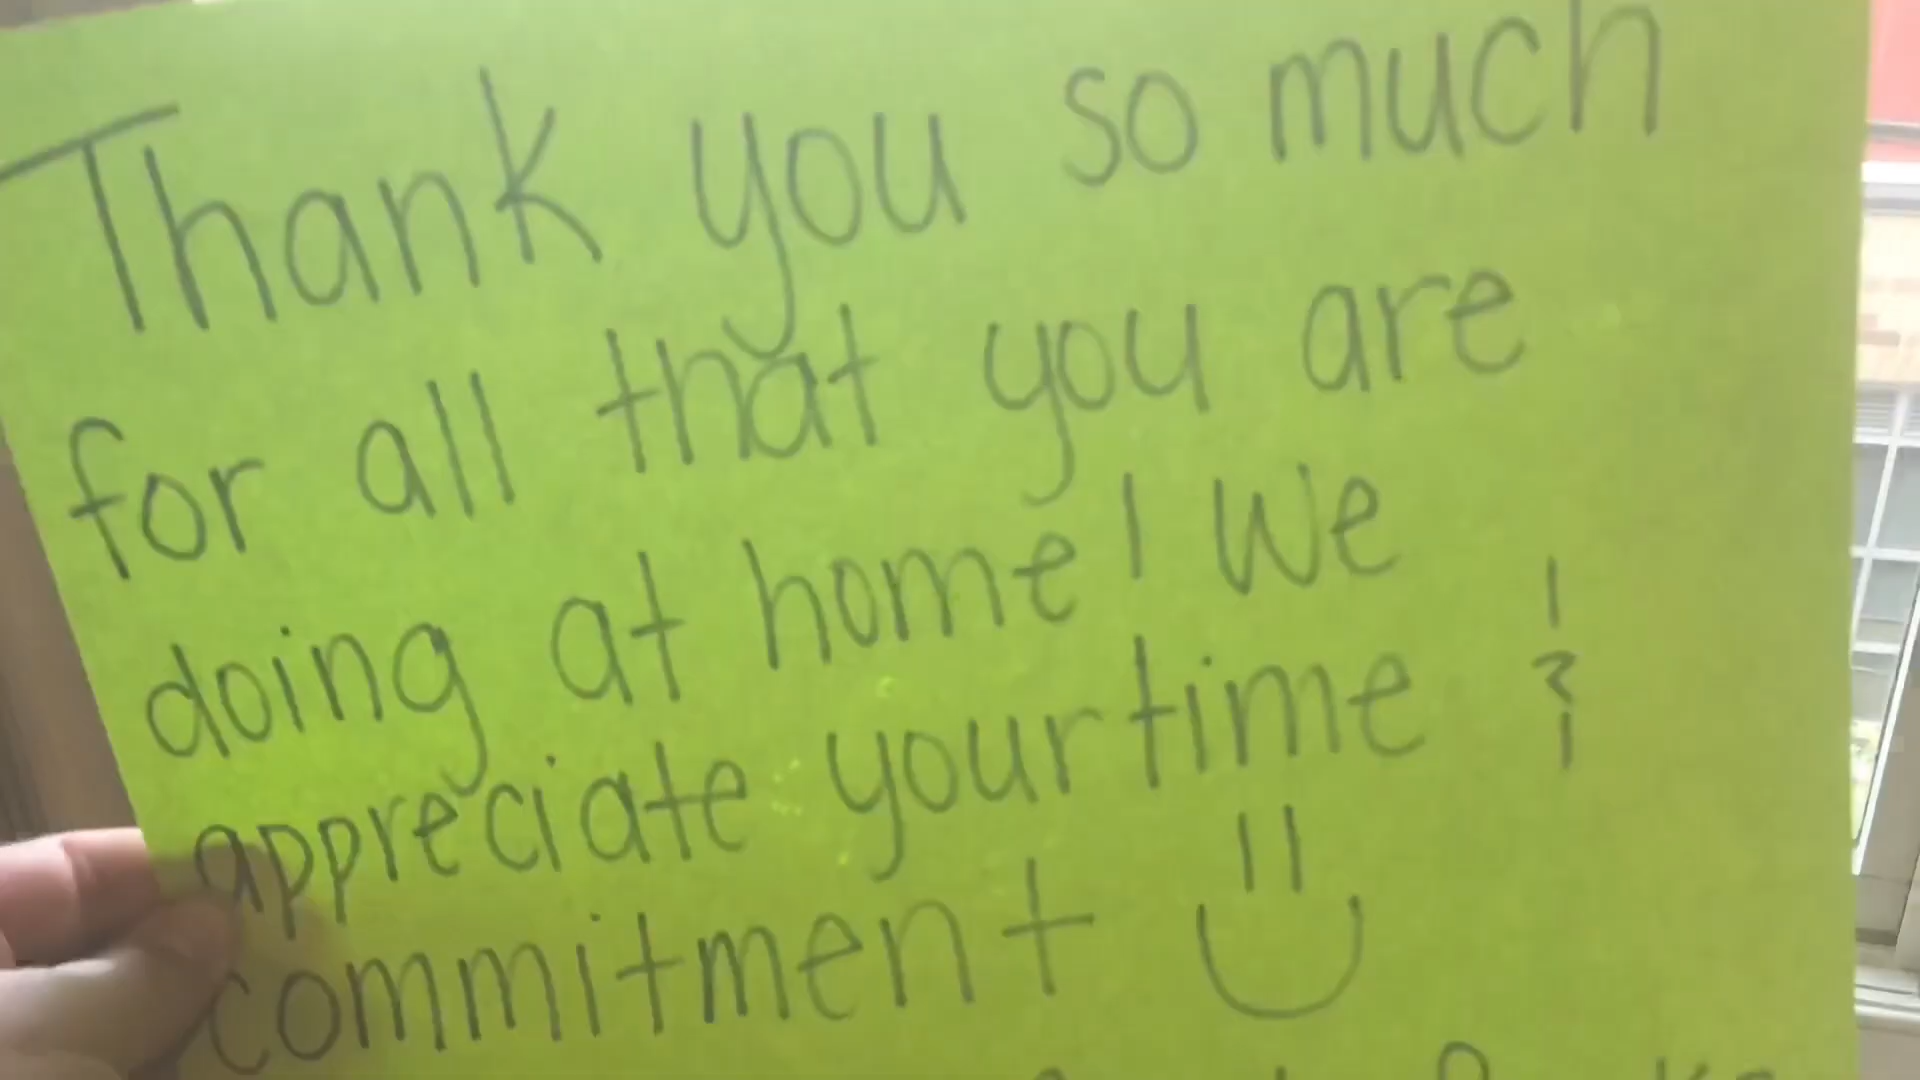 Thank you so much
for all that you are
doing at home! We
appreciate your time &
commitment